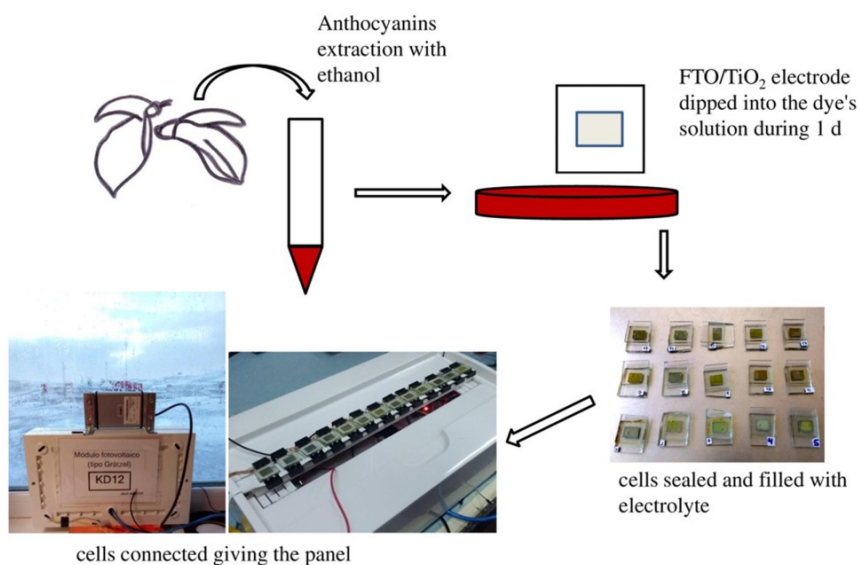 Anthocyanins
extraction with
ethanol
FTO/TiO₂ electrode
dipped into the dye's
solution during 1 d
cells sealed and filled with
electrolyte
Módulo fotovoltaico
(tipo Gratzel)
KD12
cells connected giving the panel